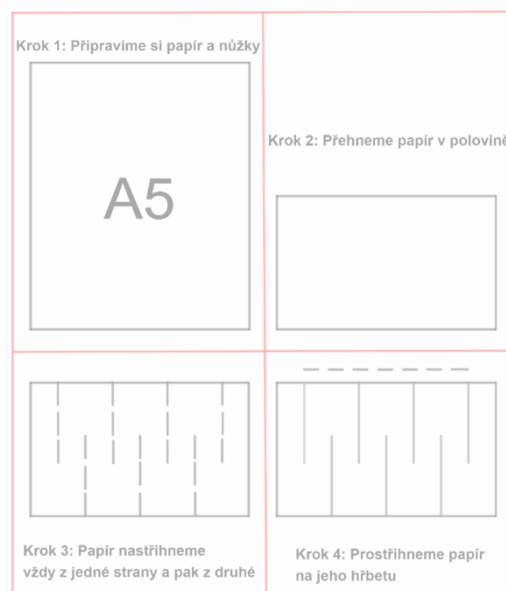 Krok 1: Připravíme si papír a nůžky
A5
Krok 2: Přehneme papír v polovině
Krok 3: Papír nastřihneme
vždy z jedné strany a pak z druhé
Krok 4: Prostřihneme papír
na jeho hřbetu